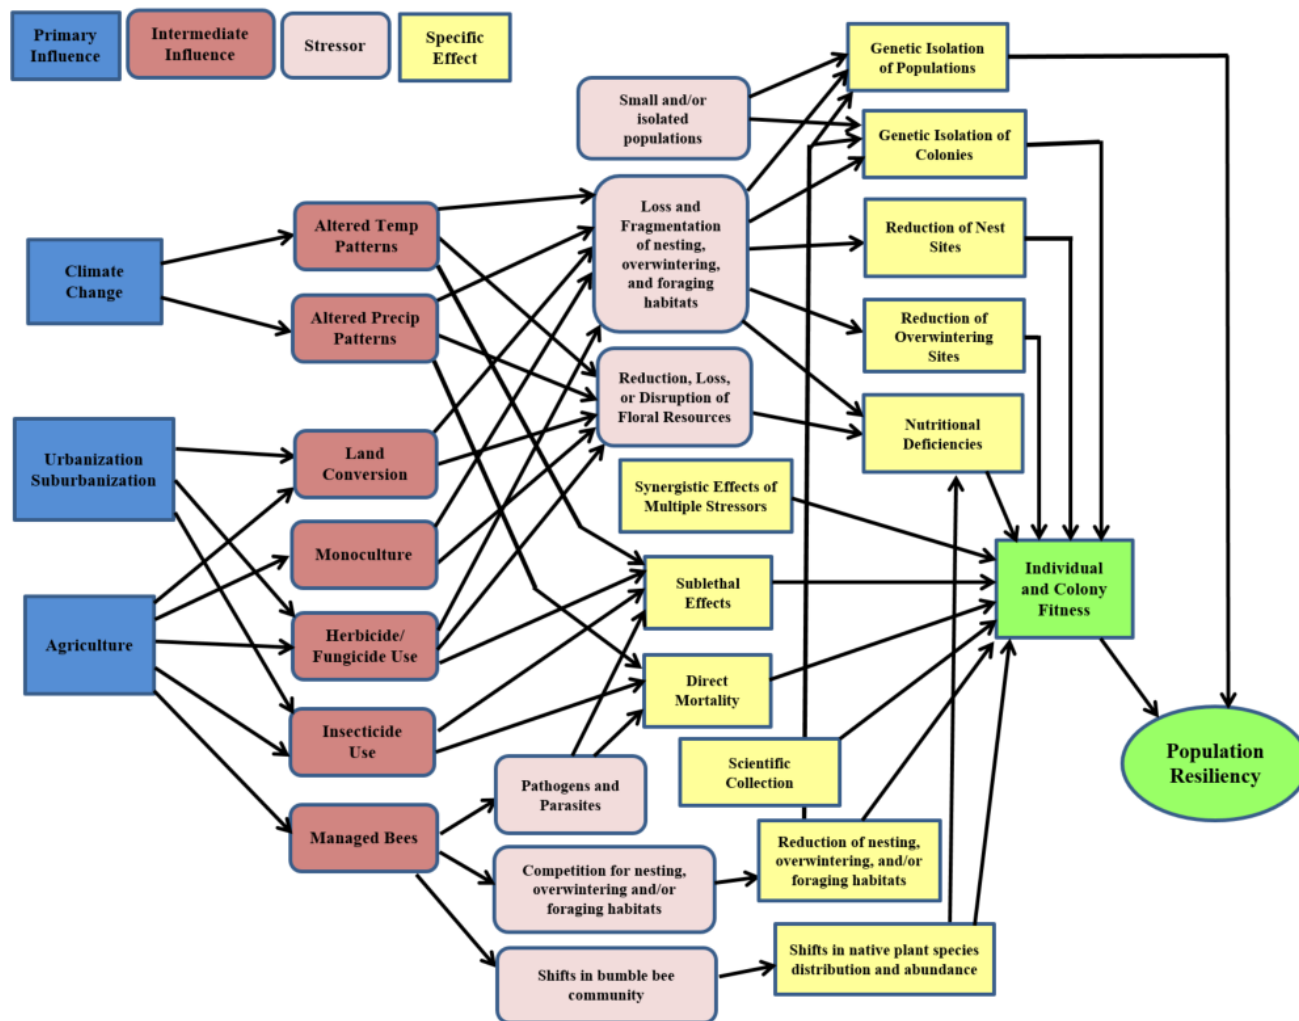 Primary
Influence
Intermediate
Influence
Stressor
Specific
Effect
Genetic Isolation
of Populations
Small and/or
isolated
populations
Genetic Isolation of
Colonies
Altered Temp
Patterns
Loss and
Fragmentation
of nesting,
overwintering,
and foraging
habitats
Reduction of Nest
Sites
Climate
Change
Altered Precip
Patterns
Reduction of
Overwintering
Sites
Reduction, Loss,
or Disruption of
Floral Resources
Nutritional
Deficiencies
Urbanization
Suburbanization
Land
Conversion
Synergistic Effects of
Multiple Stressors
Monoculture
Sublethal
Effects
Individual
and Colony
Fitness
Agriculture
Herbicide/
Fungicide Use
Direct
Mortality
Insecticide
Use
Scientific
Collection
Population
Resiliency
Pathogens and
Parasites
Managed Bees
Reduction of nesting,
overwintering, and/or
foraging habitats
Competition for nesting,
overwintering and/or
foraging habitats
Shifts in native plant species
distribution and abundance
Shifts in bumble bee
community